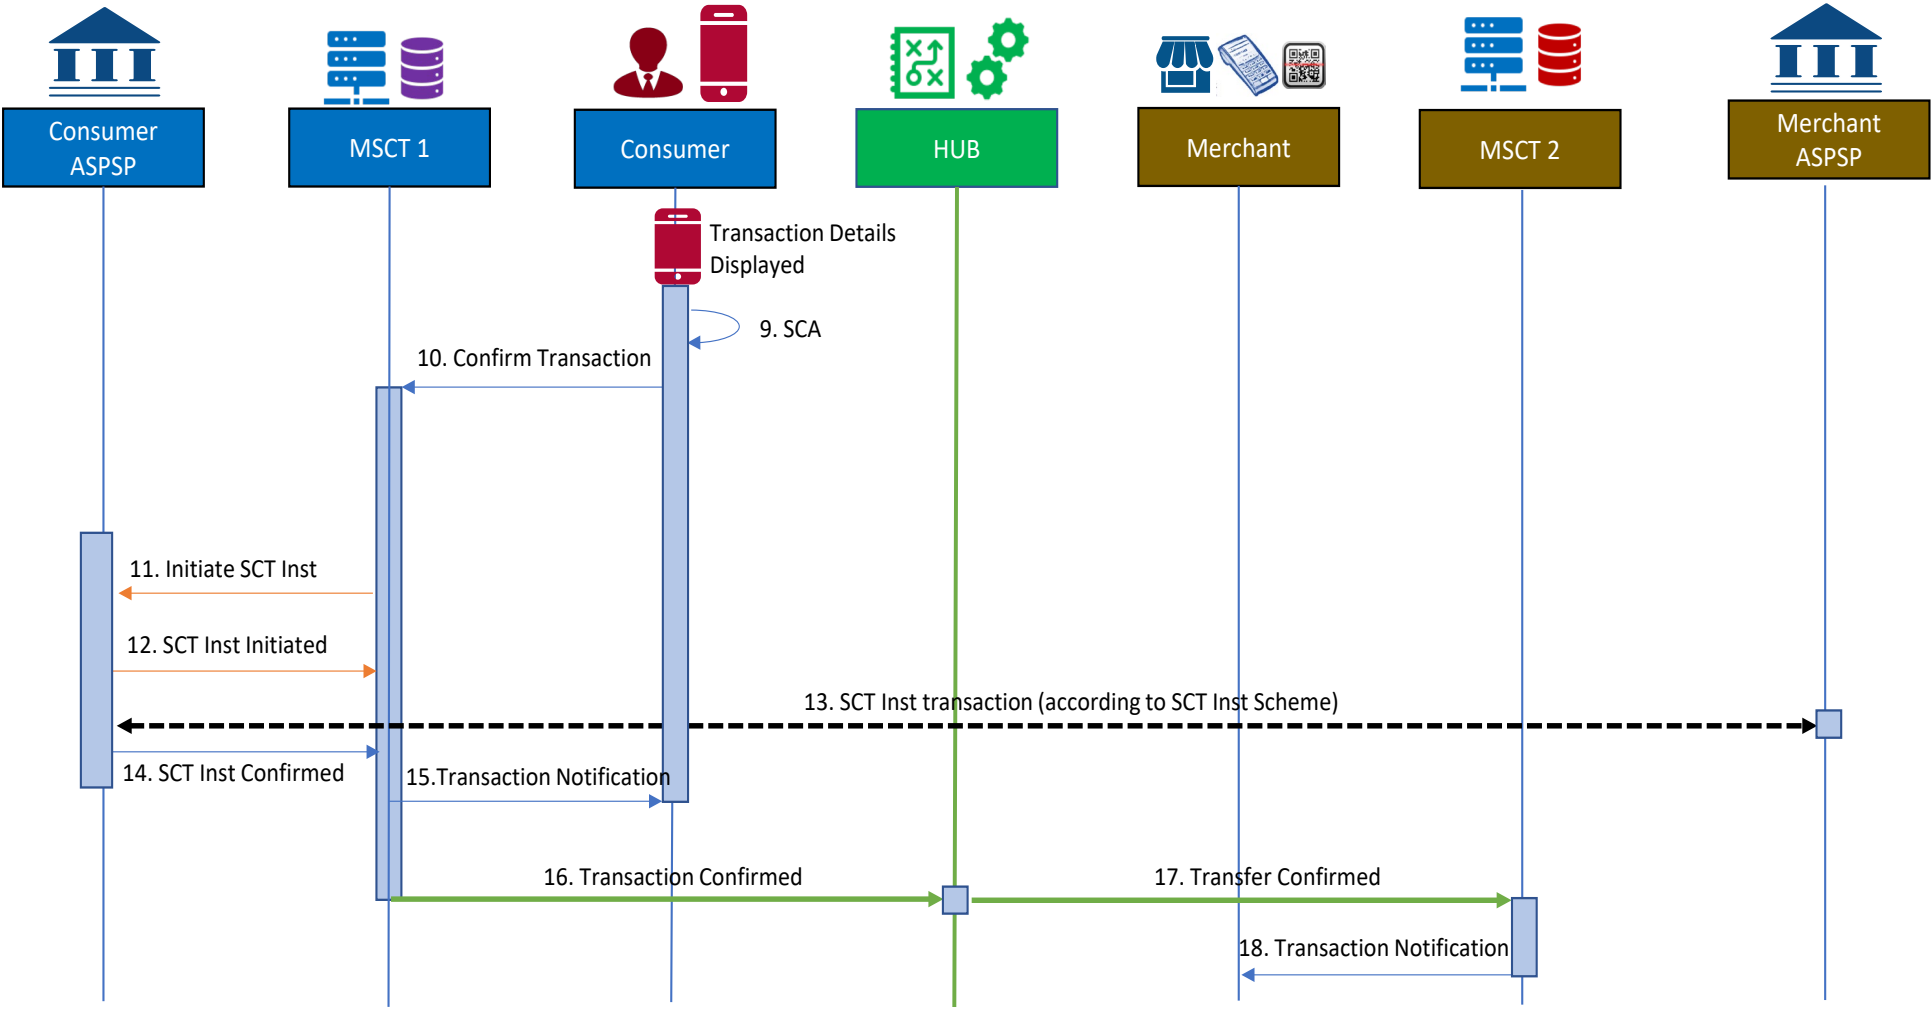 Consumer
ASPSP
MSCT 1
Consumer
HUB
Merchant
MSCT 2
Merchant
ASPSP
Transaction Details
Displayed
9. SCA
10. Confirm Transaction
11. Initiate SCT Inst
12. SCT Inst Initiated
13. SCT Inst transaction (according to SCT Inst Scheme)
14. SCT Inst Confirmed
15.Transaction Notification
16. Transaction Confirmed
17. Transfer Confirmed
18. Transaction Notification